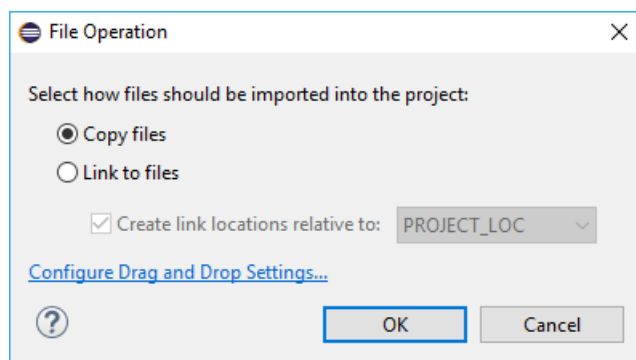 File Operation
Select how files should be imported into the project:
Copy files
Link to files
Create link locations relative to: PROJECT_LOC
Configure Drag and Drop Settings...
? OK Cancel